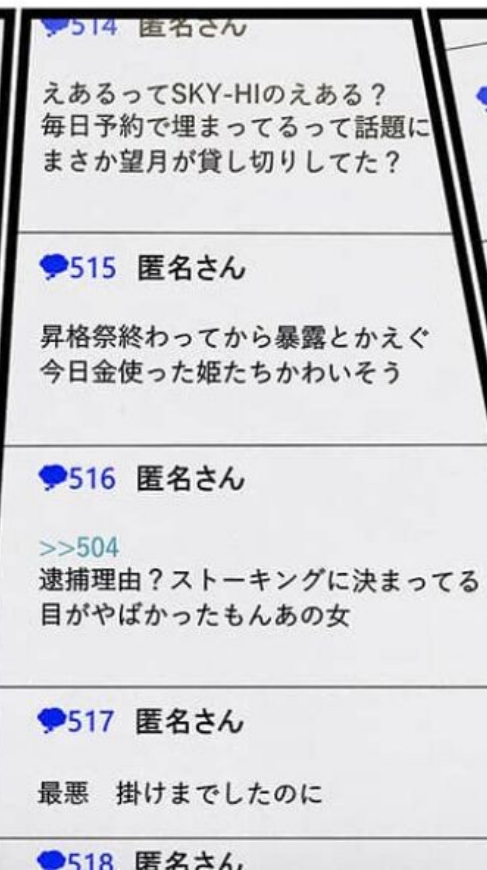 514 匿名さん
えあるってSKY-HIのえある？
毎日予約で埋まってるって話題に
まさか望月が貸し切りしてた？
515 匿名さん
昇格祭終わってから暴露とかえぐ
今日金使った姫たちかわいそう
516 匿名さん
>>504
逮捕理由？ストーキングに決まってる
目がやばかったもんあの女
517 匿名さん
最悪　掛けまでしたのに
518 匿名さん